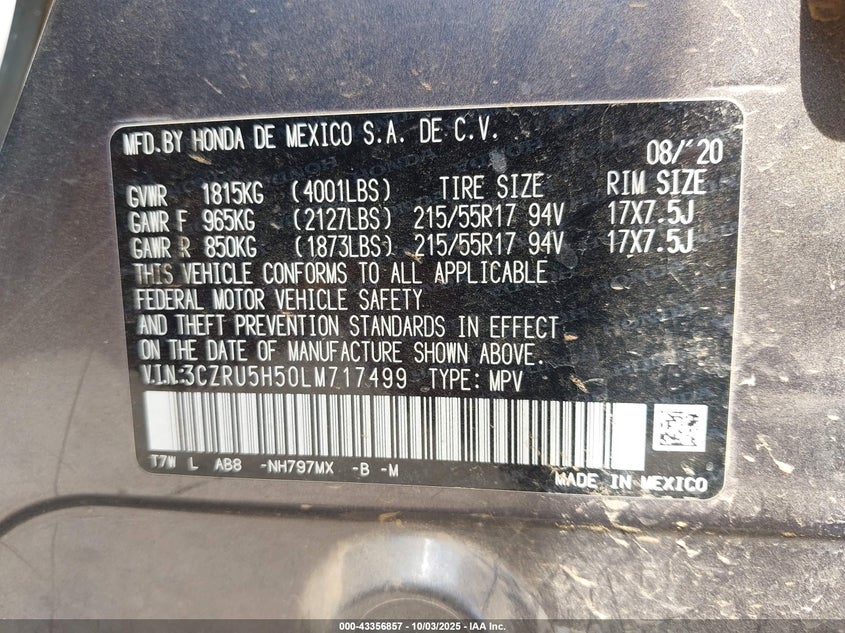 MFD.BY HONDA DE MEXICO S.A. DE C.V.
08/'20
GVWR 1815KG (4001LBS) TIRE SIZE RIM SIZE
GAWR F 965KG (2127LBS) 215/55R17 94V 17X7.5J
GAWR R 850KG (1873LBS) 215/55R17 94V 17X7.5J
THIS VEHICLE CONFORMS TO ALL APPLICABLE
FEDERAL MOTOR VEHICLE SAFETY
AND THEFT PREVENTION STANDARDS IN EFFECT
ON THE DATE OF MANUFACTURE SHOWN ABOVE.
V.I.N:3CZRU5H50LM717499 TYPE: MPV
T7W L AB8 -NH797MX -B -M
MADE IN MEXICO
000-43356857 - 10/03/2025 - IAA Inc.